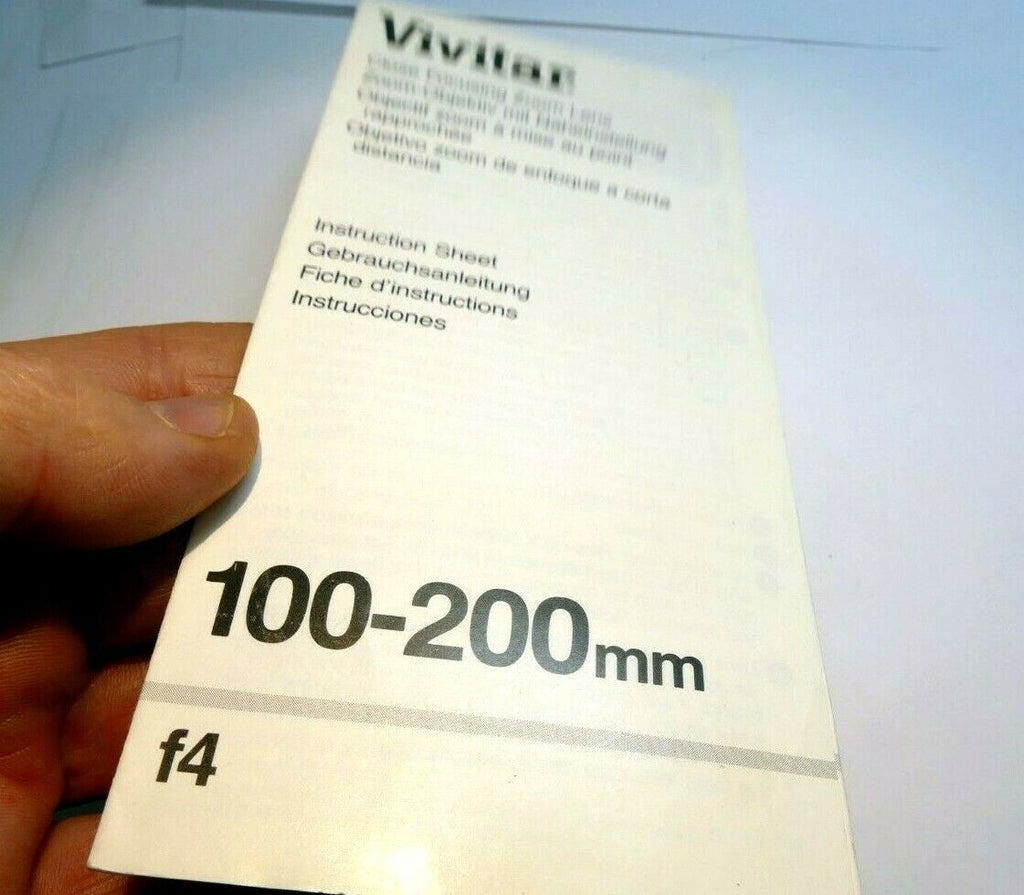 Vivitar
Close Focusing Zoom Lens
Zoom-Objektiv mit Naheinstellung
Objectif zoom à mise au point
rapprochée
Objetivo zoom de enfoque a corta
distancia
Instruction Sheet
Gebrauchsanleitung
Fiche d'instructions
Instrucciones
100-200mm
f4